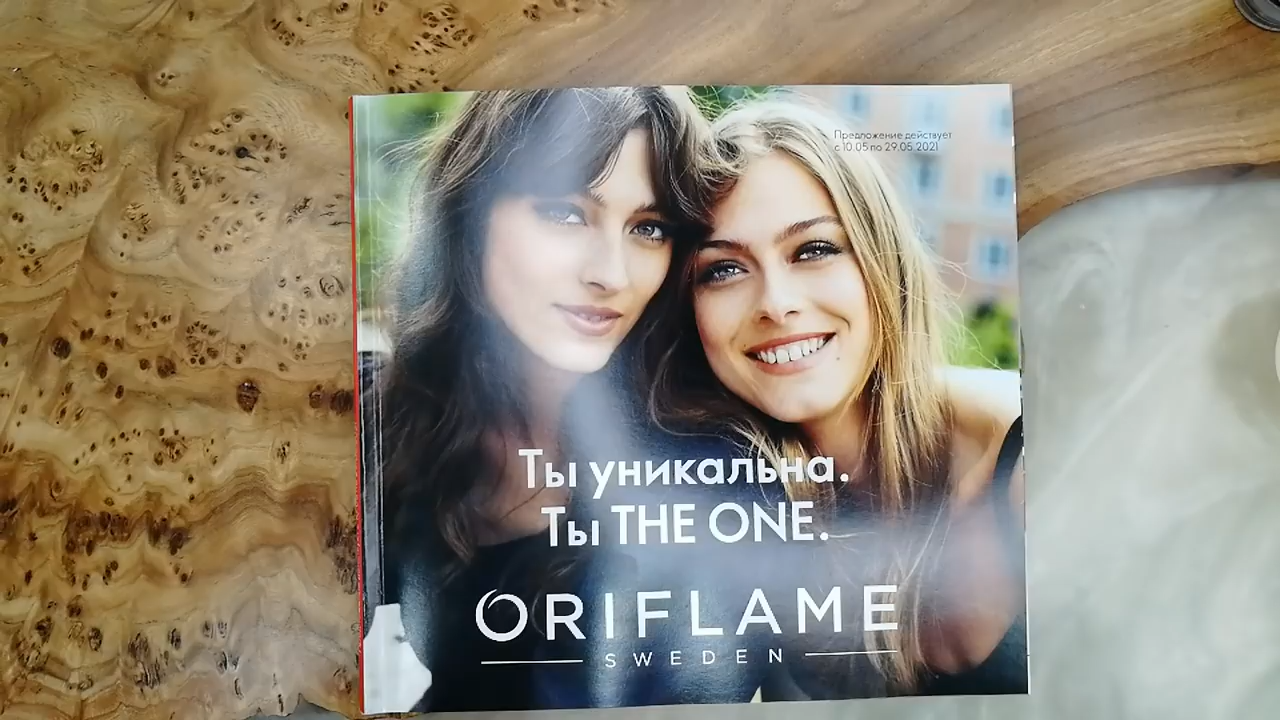 Предложение действует
с 10.05 по 29.05.2021
Ты уникальна.
Ты THE ONE.
ORIFLAME
SWEDEN